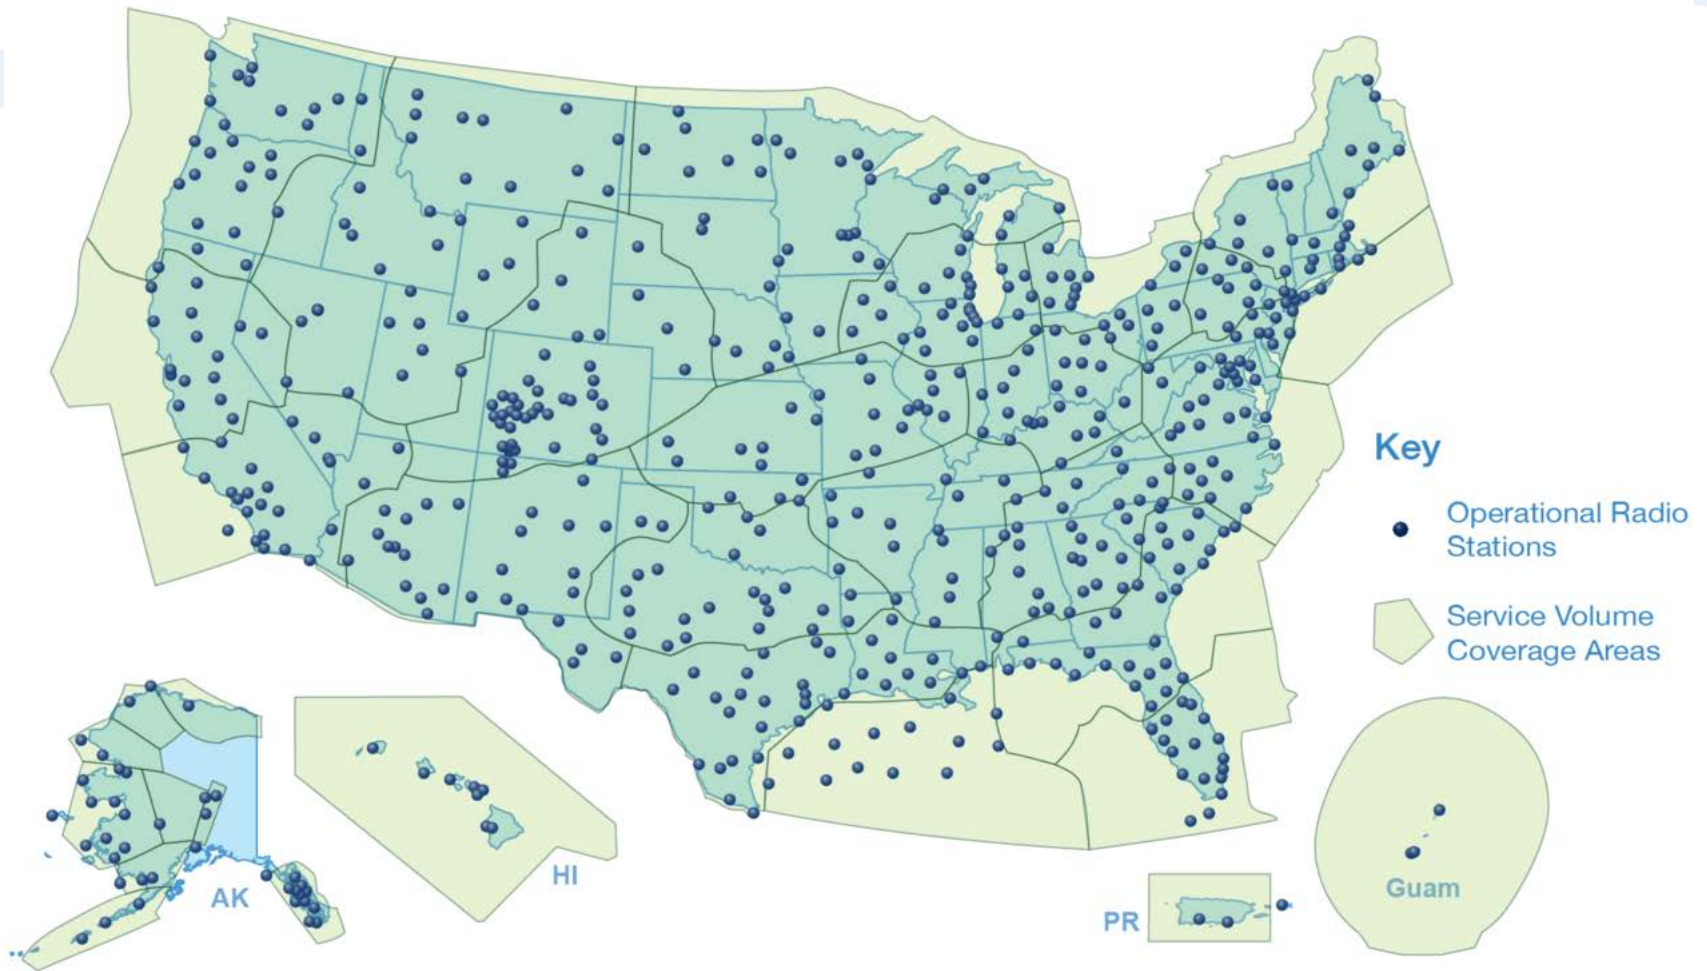 Key
Operational Radio
Stations
Service Volume
Coverage Areas
AK
HI
PR
Guam